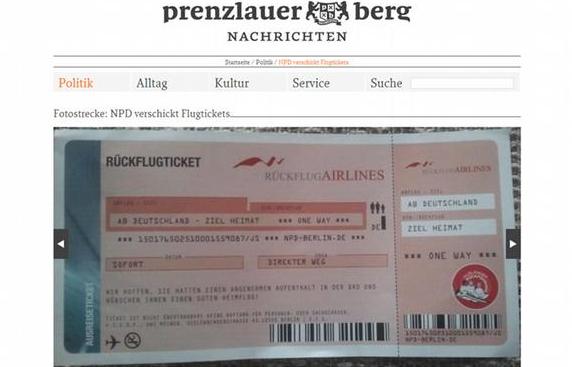 prenzlauer berg
NACHRICHTEN
Startseite / Politik / NPD verschickt Flugtickets
Politik Alltag Kultur Service Suche
Fotostrecke: NPD verschickt Flugtickets
RÜCKFLUGTICKET
RÜCKFLUGAIRLINES
AB DEUTSCHLAND - ZIEL HEIMAT *** ONE WAY ***
*** NPD-BERLIN.DE ***
DATUM
SOFORT
DIREKTER WEG
WIR HOFFEN, SIE HATTEN EINEN ANGENEHMEN AUFENTHALT IN DER BRD UND
WÜNSCHEN IHNEN EINEN GUTEN HEIMFLUG!
AUSREISETICKET
RÜCKFLUGAIRLINES
AB DEUTSCHLAND
ZIEL HEIMAT
*** ONE WAY ***
NPD-BERLIN.DE